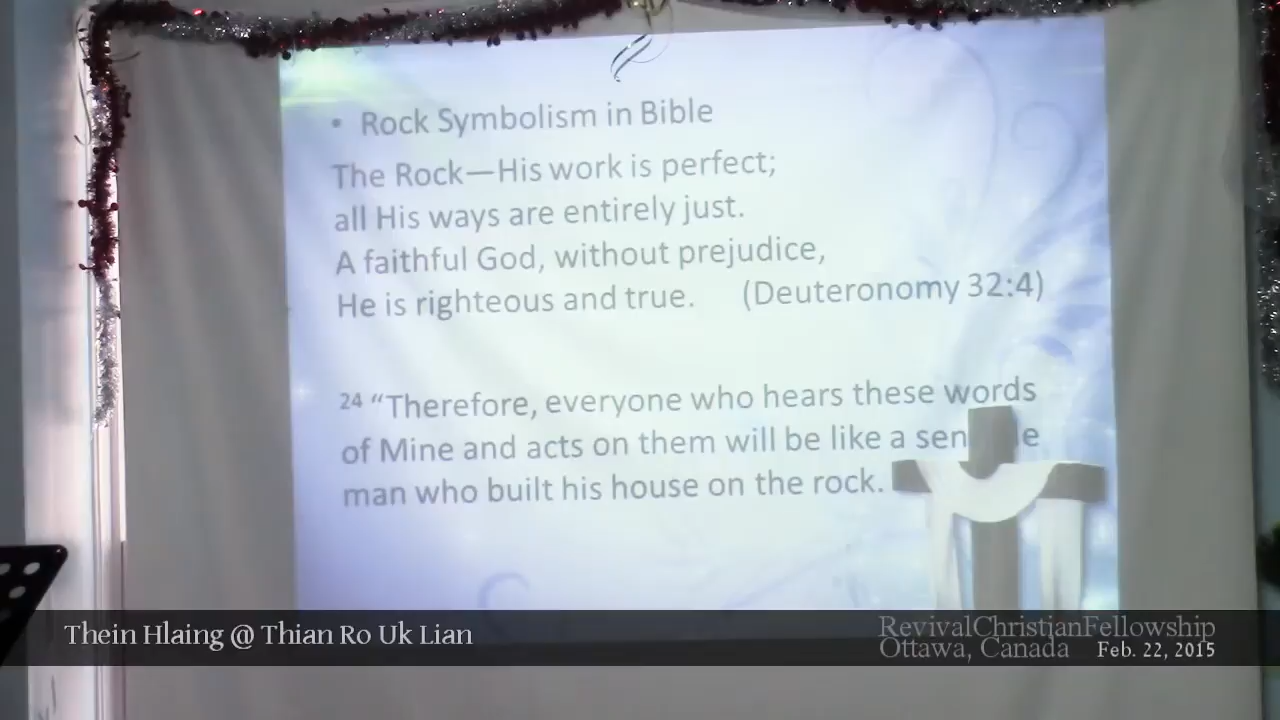 • Rock Symbolism in Bible
The Rock—His work is perfect;
all His ways are entirely just.
A faithful God, without prejudice,
He is righteous and true. (Deuteronomy 32:4)
24 “Therefore, everyone who hears these words
of Mine and acts on them will be like a
man who built his house on the rock.
Thein Hlaing @ Thian Ro Uk Lian
RevivalChristianFellowship
Ottawa, Canada Feb. 22, 2015